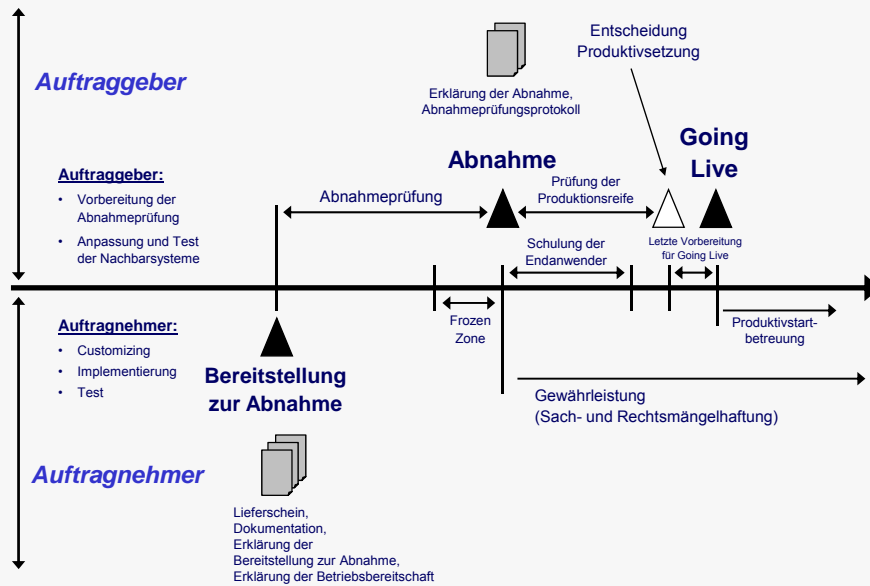 Auftraggeber
Auftraggeber:
• Vorbereitung der
Abnahmeprüfung
• Anpassung und Test
der Nachbarsysteme
Erklärung der Abnahme,
Abnahmeprüfungsprotokoll
Entscheidung
Produktivsetzung
Abnahme
Going
Live
Abnahmeprüfung
Prüfung der
Produktionsreife
Schulung der
Endanwender
Letzte Vorbereitung
für Going Live
Auftragnehmer:
• Customizing
• Implementierung
• Test
Bereitstellung
zur Abnahme
Frozen
Zone
Produktivstart-
betreuung
Gewährleistung
(Sach- und Rechtsmängelhaftung)
Auftragnehmer
Lieferschein,
Dokumentation,
Erklärung der
Bereitstellung zur Abnahme,
Erklärung der Betriebsbereitschaft